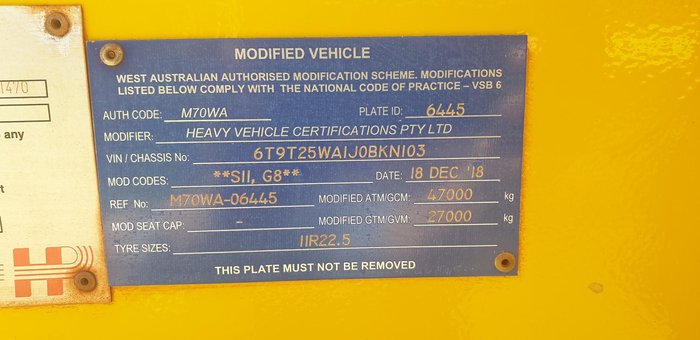 1470
any
t
HP
MODIFIED VEHICLE
WEST AUSTRALIAN AUTHORISED MODIFICATION SCHEME. MODIFICATIONS
LISTED BELOW COMPLY WITH THE NATIONAL CODE OF PRACTICE – VSB 6
AUTH CODE: M70WA PLATE ID: 6445
MODIFIER: HEAVY VEHICLE CERTIFICATIONS PTY LTD
VIN / CHASSIS No: 6T9T25WA1J0BKN103
MOD CODES: **S11, G8** DATE: 18 DEC '18
REF No: M70WA-06445 MODIFIED ATM/GCM: 47000 kg
MOD SEAT CAP: - MODIFIED GTM/GVM: 27000 kg
TYRE SIZES: 11R22.5
THIS PLATE MUST NOT BE REMOVED